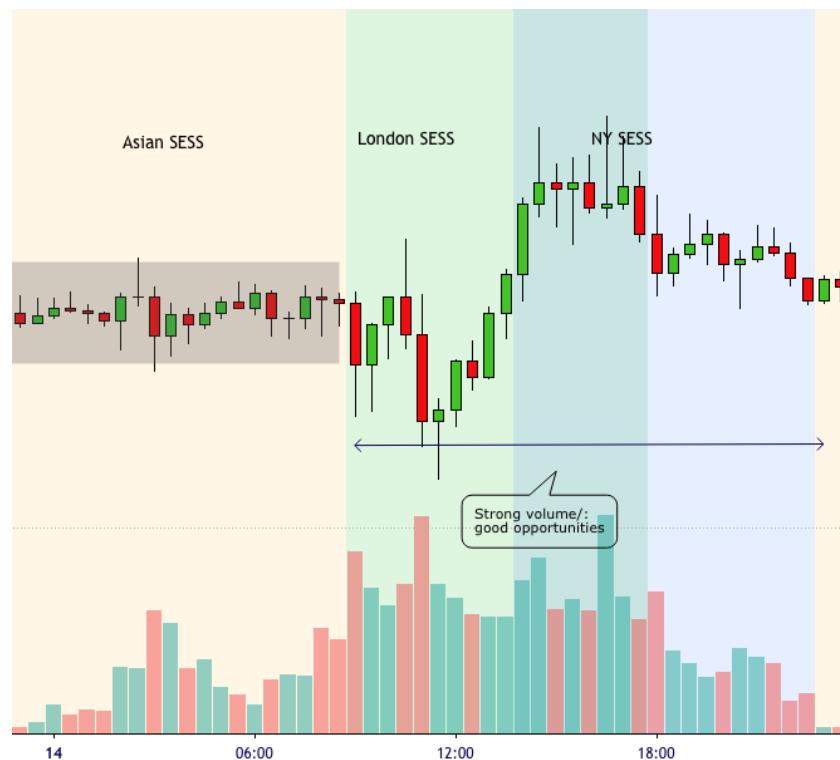 Asian SESS
London SESS
NY SESS
Strong volume/:
good opportunities
14
06:00
12:00
18:00